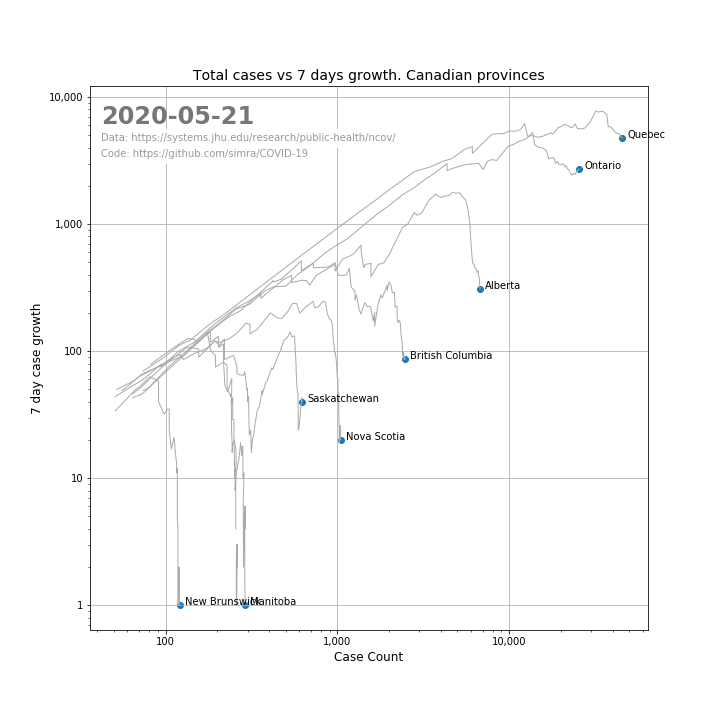 Total cases vs 7 days growth. Canadian provinces
10,000
2020-05-21
Data: https://systems.jhu.edu/research/public-health/ncov/
Code: https://github.com/simra/COVID-19
Quebec
Ontario
1,000
Alberta
7 day case growth
100
British Columbia
Saskatchewan
Nova Scotia
10
1
New Brunswick
Manitoba
100
1,000
10,000
Case Count